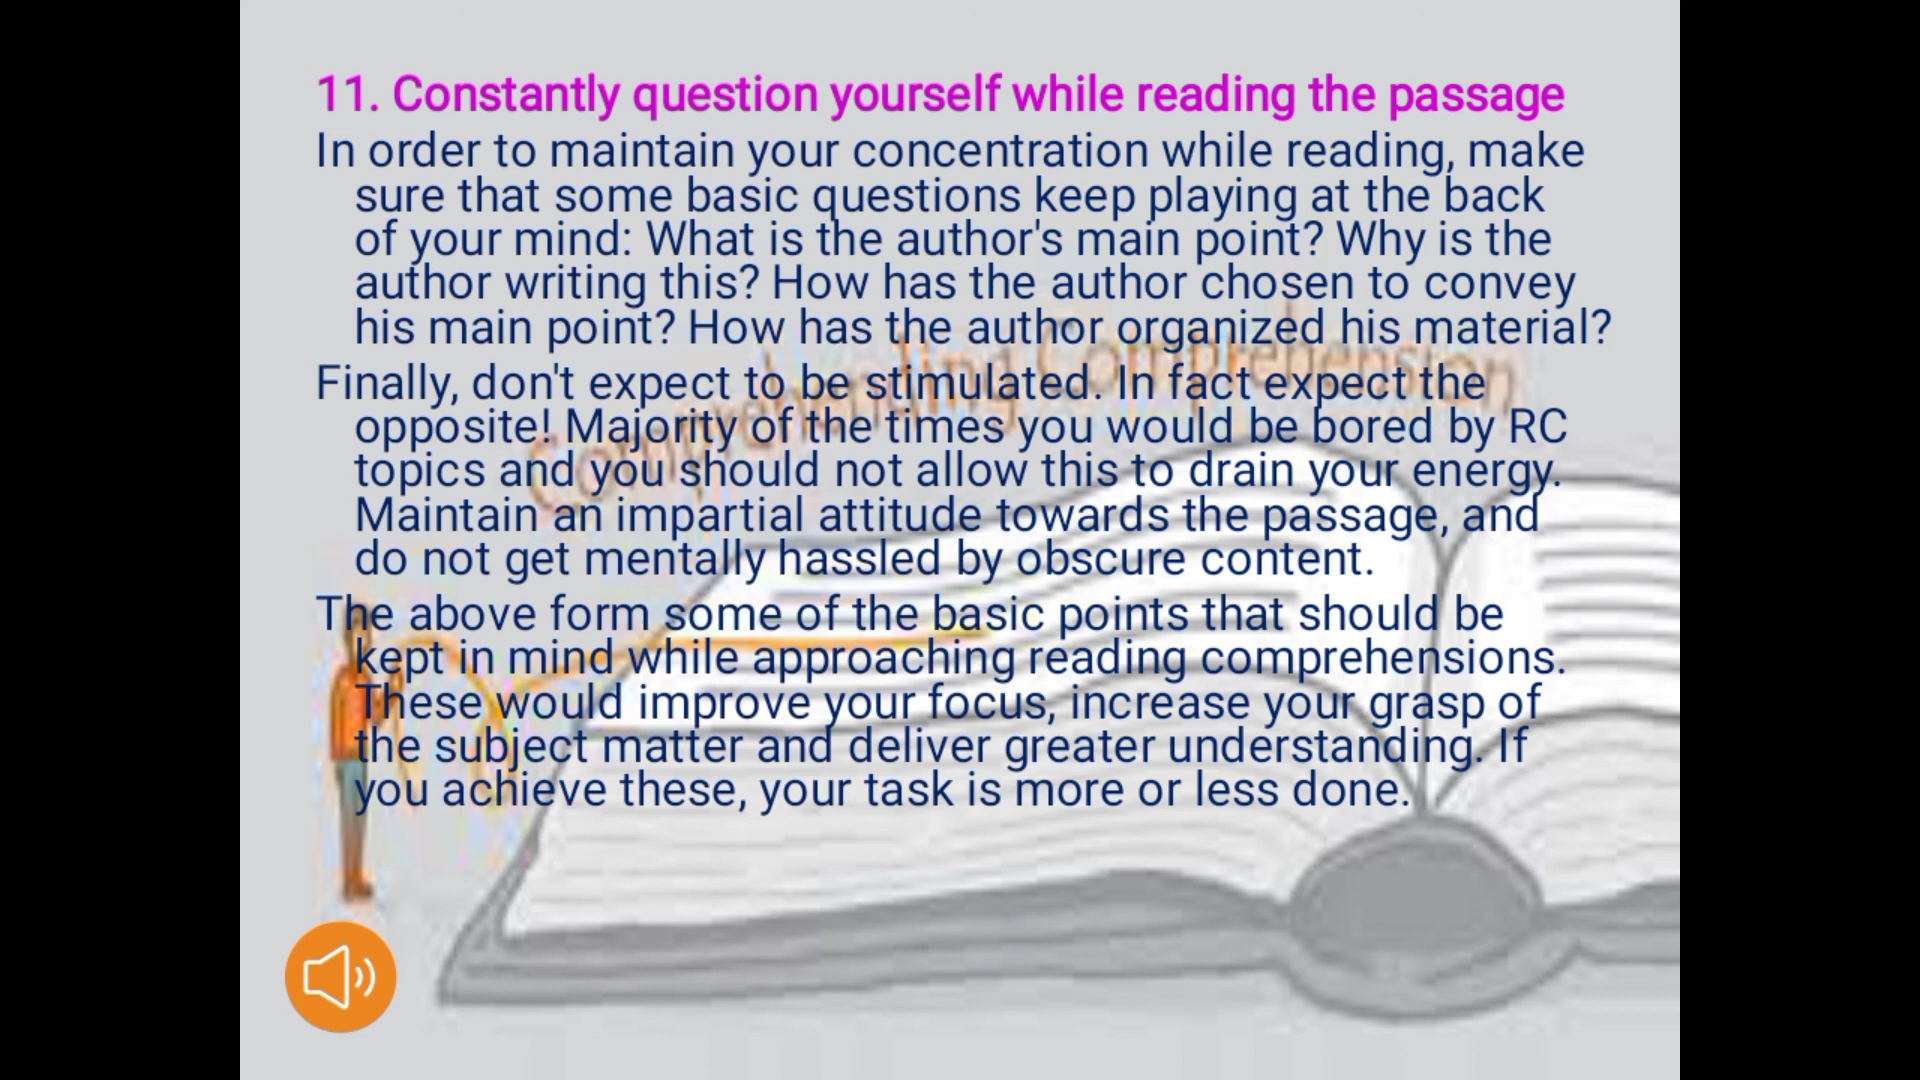 11. Constantly question yourself while reading the passage
In order to maintain your concentration while reading, make
sure that some basic questions keep playing at the back
of your mind: What is the author's main point? Why is the
author writing this? How has the author chosen to convey
his main point? How has the author organized his material?
Comprehending Comprehension
Finally, don't expect to be stimulated. In fact expect the
opposite! Majority of the times you would be bored by RC
topics and you should not allow this to drain your energy.
Maintain an impartial attitude towards the passage, and
do not get mentally hassled by obscure content.
The above form some of the basic points that should be
kept in mind while approaching reading comprehensions.
These would improve your focus, increase your grasp of
the subject matter and deliver greater understanding. If
you achieve these, your task is more or less done.